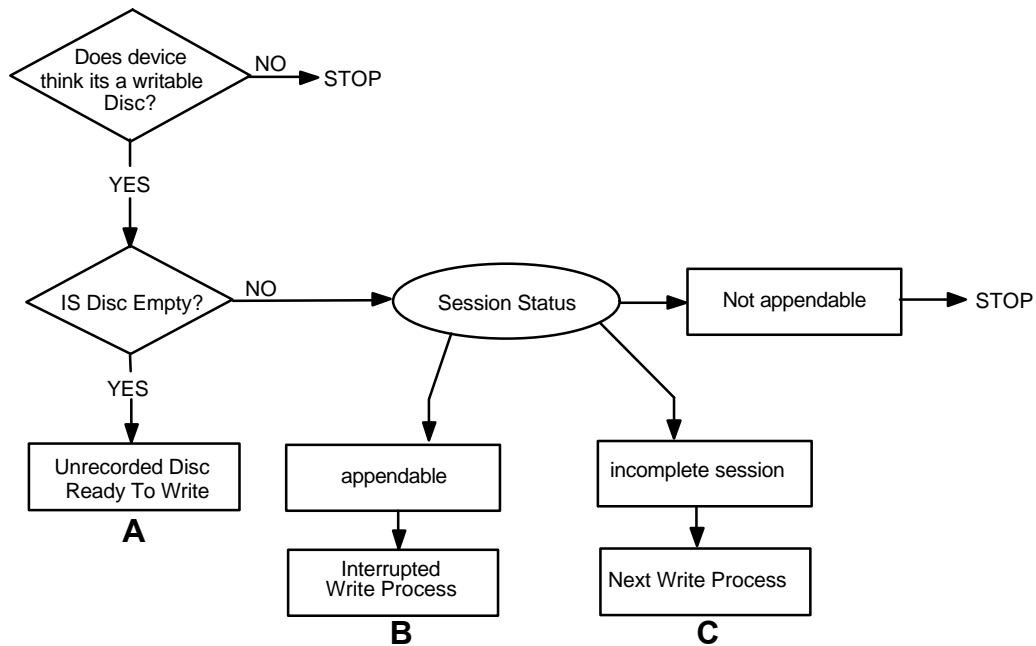 Does device
think its a writable
Disc?
NO
STOP
YES
IS Disc Empty?
NO
Session Status
Not appendable
STOP
YES
Unrecorded Disc
Ready To Write
A
appendable
incomplete session
Interrupted
Write Process
B
Next Write Process
C